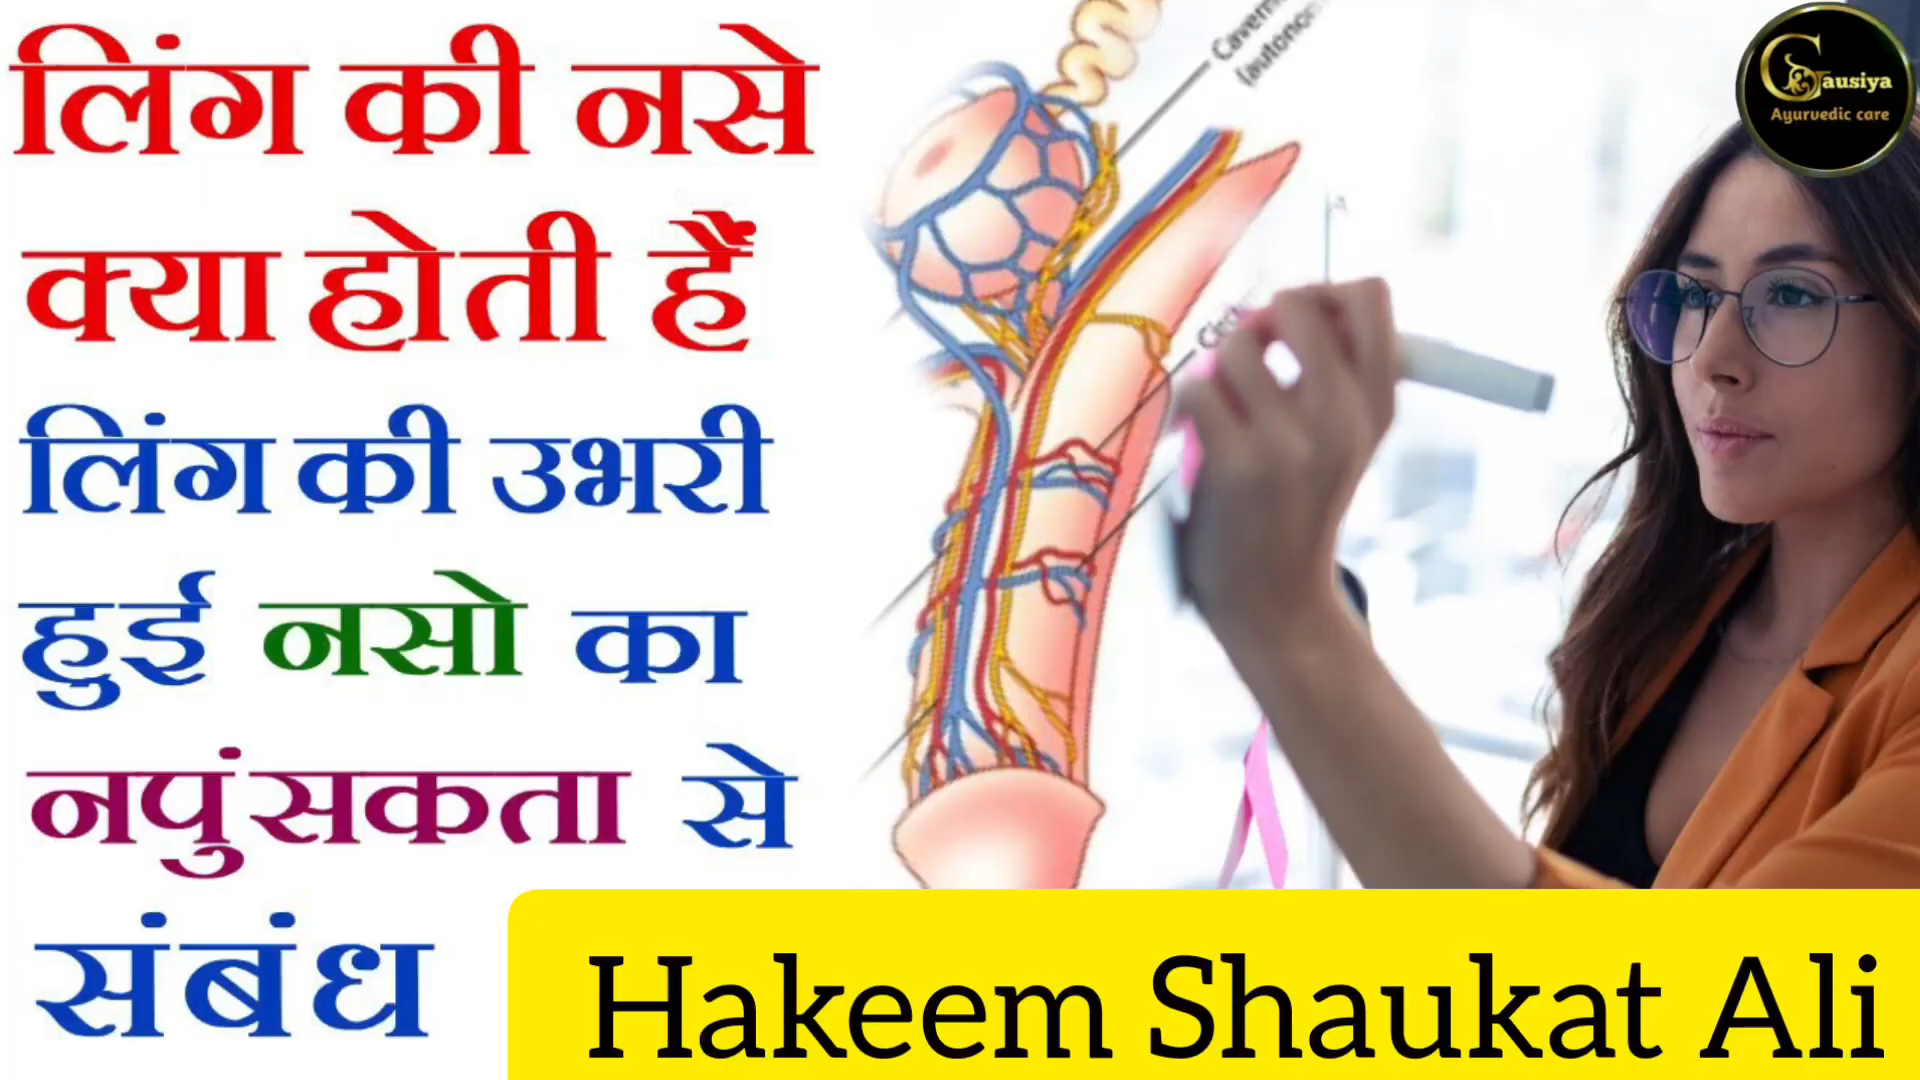 लिंग की नसे
क्या होती हैँ
लिंग की उभरी
हुई नसो का
नपुंसकता से
संबंध
Hakeem Shaukat Ali
Gausiya
Ayurvedic care